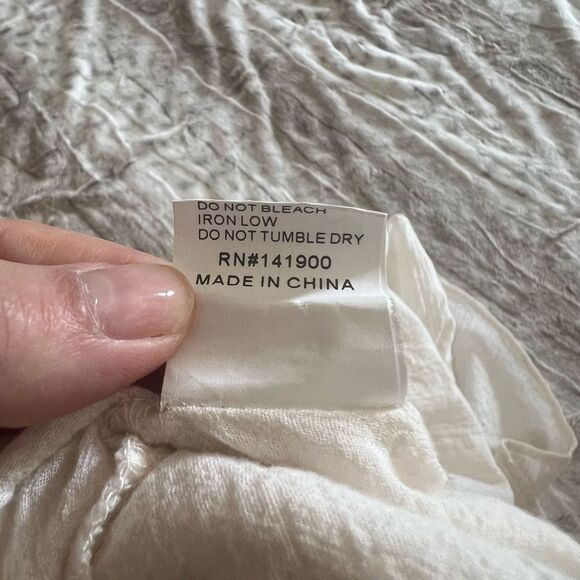 DO NOT BLEACH
IRON LOW
DO NOT TUMBLE DRY
RN#141900
MADE IN CHINA